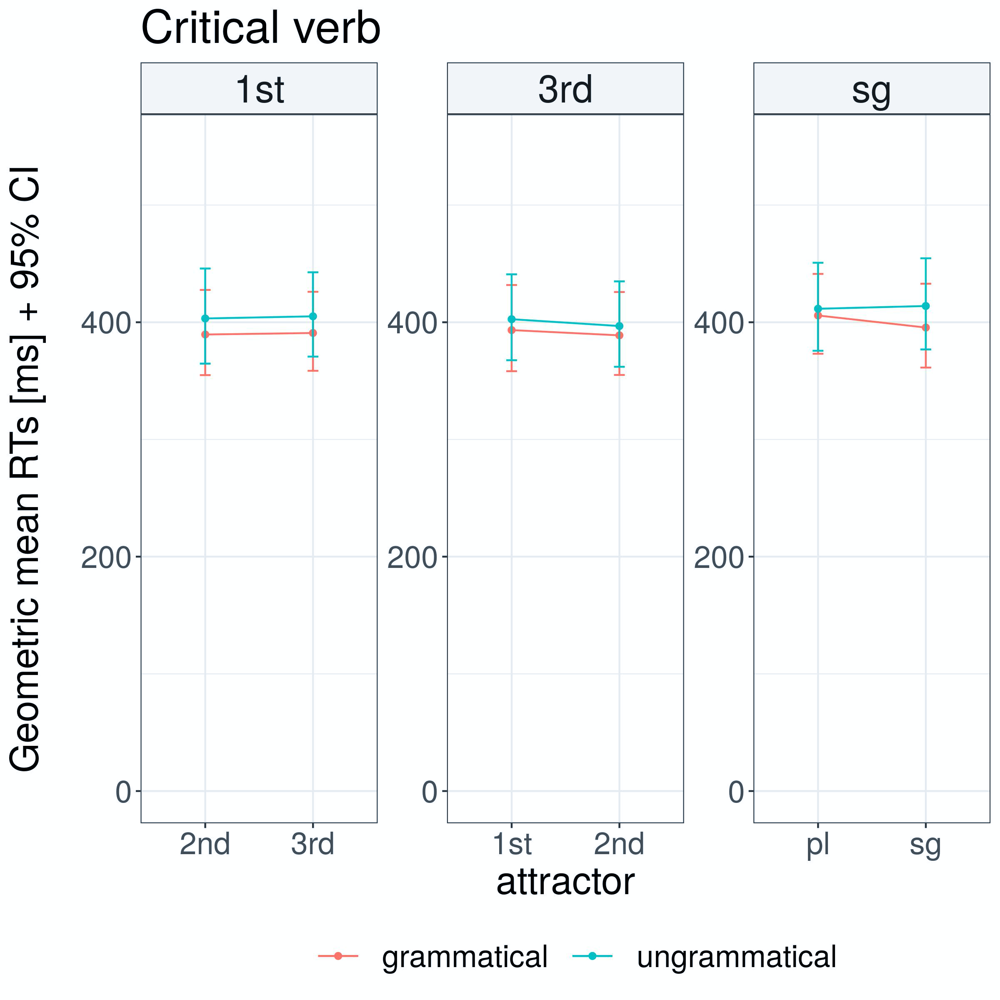 Critical verb
1st
3rd
sg
Geometric mean RTs [ms] + 95% CI
400
200
0
2nd
3rd
400
200
0
1st
2nd
400
200
0
pl
sg
attractor
grammatical
ungrammatical